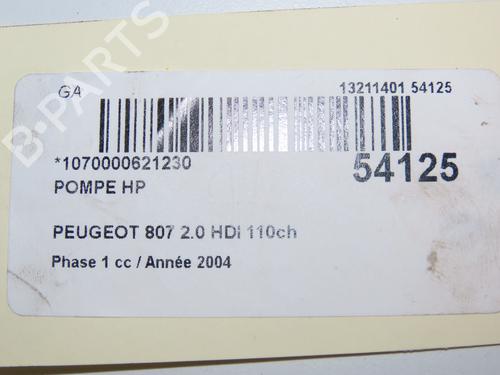 GA
13211401 54125
*1070000621230
54125
POMPE HP
PEUGEOT 807 2.0 HDI 110ch
Phase 1 cc / Année 2004
B-PARTS